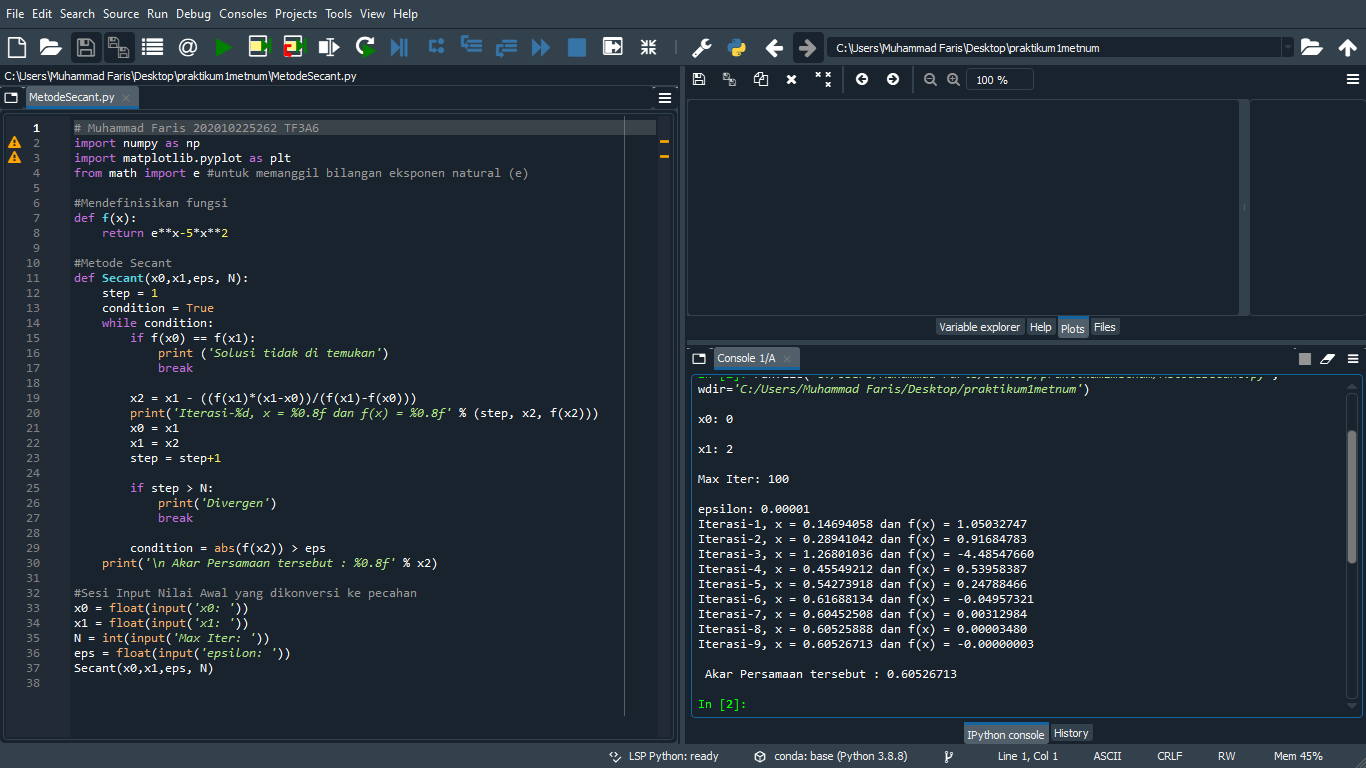 File Edit Search Source Run Debug Consoles Projects Tools View Help
C:\Users\Muhammad Faris\Desktop\praktikum1metnum
C:\Users\Muhammad Faris\Desktop\praktikum1metnum\MetodeSecant.py
MetodeSecant.py
1 # Muhammad Faris 202010225262 TF3A6
2 import numpy as np
3 import matplotlib.pyplot as plt
4 from math import e #untuk memanggil bilangan eksponen natural (e)
5
6 #Mendefinisikan fungsi
7 def f(x):
8     return e**x-5*x**2
9
10 #Metode Secant
11 def Secant(x0,x1,eps, N):
12     step = 1
13     condition = True
14     while condition:
15         if f(x0) == f(x1):
16             print ('Solusi tidak di temukan')
17             break
18
19         x2 = x1 - ((f(x1)*(x1-x0))/(f(x1)-f(x0)))
20         print('Iterasi-%d, x = %0.8f dan f(x) = %0.8f' % (step, x2, f(x2)))
21         x0 = x1
22         x1 = x2
23         step = step+1
24
25         if step > N:
26             print('Divergen')
27             break
28
29         condition = abs(f(x2)) > eps
30     print('\n Akar Persamaan tersebut : %0.8f' % x2)
31
32 #Sesi Input Nilai Awal yang dikonversi ke pecahan
33 x0 = float(input('x0: '))
34 x1 = float(input('x1: '))
35 N = int(input('Max Iter: '))
36 eps = float(input('epsilon: '))
37 Secant(x0,x1,eps, N)
38
100 %
Variable explorer Help Plots Files
Console 1/A
wdir='C:/Users/Muhammad Faris/Desktop/praktikum1metnum')
x0: 0
x1: 2
Max Iter: 100
epsilon: 0.00001
Iterasi-1, x = 0.14694058 dan f(x) = 1.05032747
Iterasi-2, x = 0.28941042 dan f(x) = 0.91684783
Iterasi-3, x = 1.26801036 dan f(x) = -4.48547660
Iterasi-4, x = 0.45549212 dan f(x) = 0.53958387
Iterasi-5, x = 0.54273918 dan f(x) = 0.24788466
Iterasi-6, x = 0.61688134 dan f(x) = -0.04957321
Iterasi-7, x = 0.60452508 dan f(x) = 0.00312984
Iterasi-8, x = 0.60525888 dan f(x) = 0.00003480
Iterasi-9, x = 0.60526713 dan f(x) = -0.00000003
Akar Persamaan tersebut : 0.60526713
In [2]:
IPython console History
LSP Python: ready conda: base (Python 3.8.8) Line 1, Col 1 ASCII CRLF RW Mem 45%